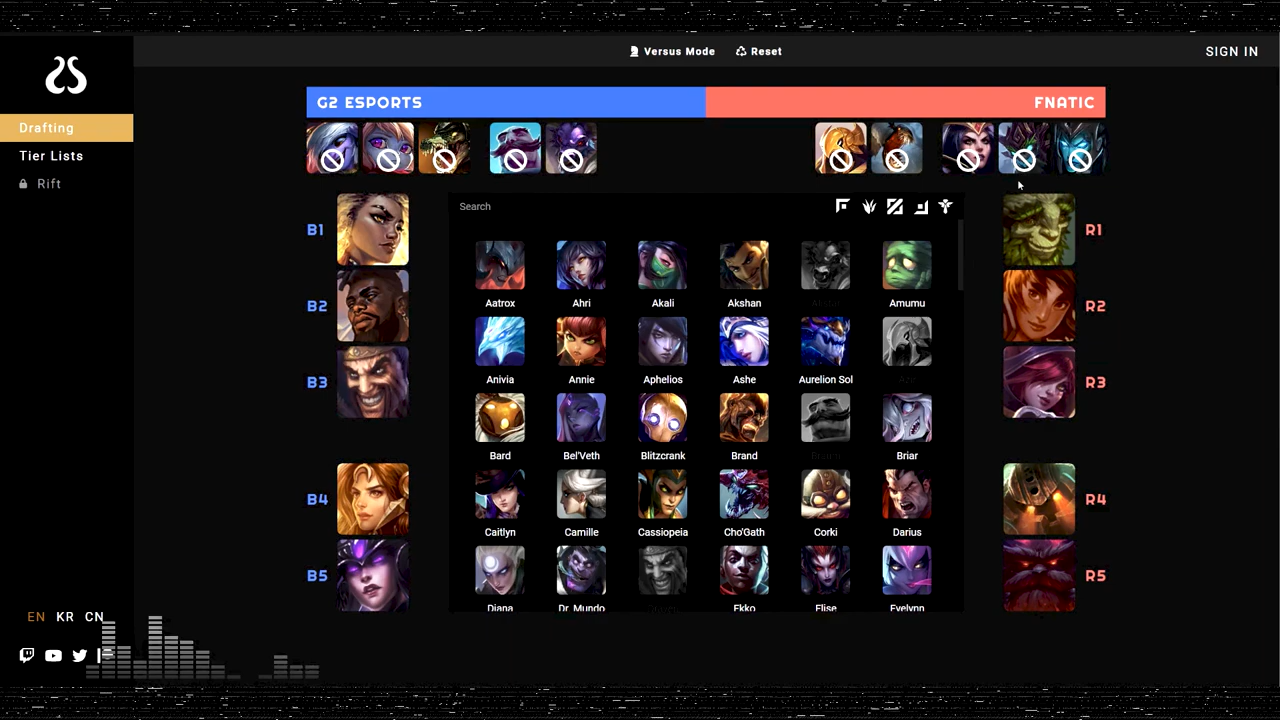 Versus Mode Reset SIGN IN
G2 ESPORTS FNATIC
Drafting
Tier Lists
Rift
Search
B1 R1
Aatrox Ahri Akali Akshan Amumu
B2 R2
Anivia Annie Aphelios Ashe Aurelion Sol Azir
B3 R3
Bard Bel'Veth Blitzcrank Brand Braum Briar
B4 R4
Caitlyn Camille Cassiopeia Cho'Gath Corki Darius
B5 R5
Diana Dr. Mundo Ekko Elise Evelynn
EN KR CN